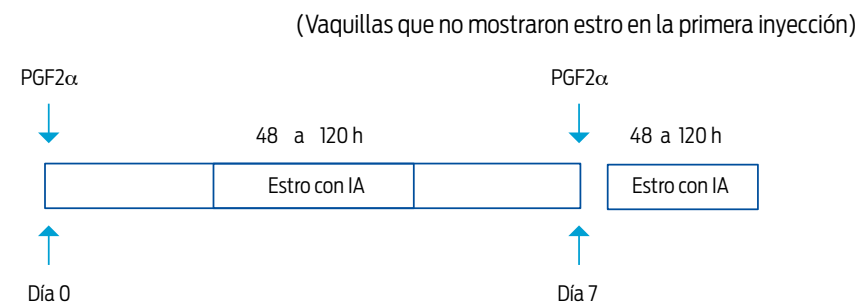 (Vaquillas que no mostraron estro en la primera inyección)
PGF2α PGF2α
48 a 120 h 48 a 120 h
Estro con IA Estro con IA
Día 0 Día 7